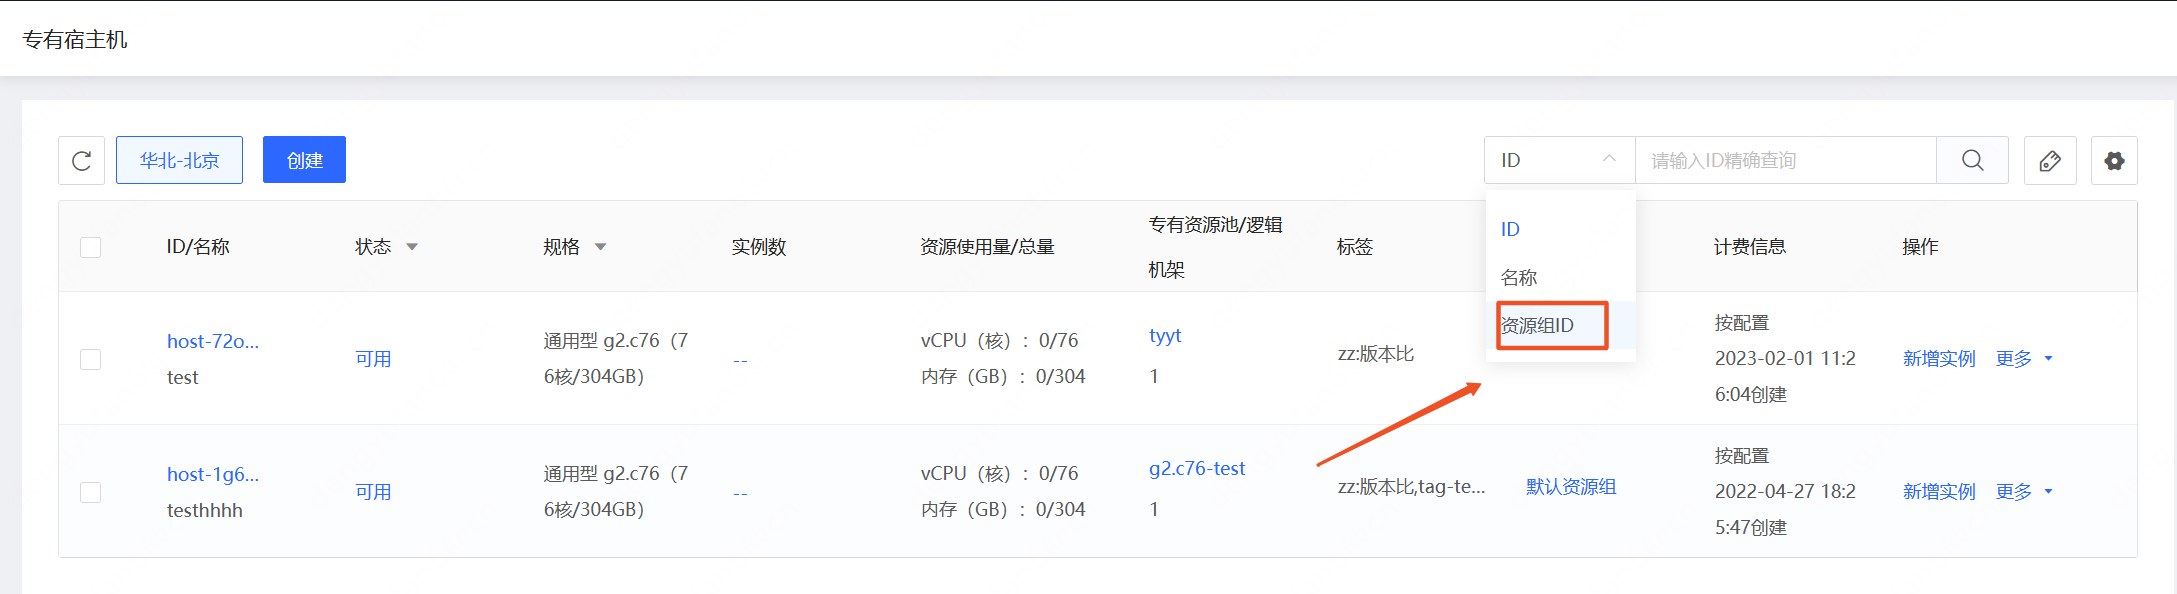 专有宿主机
华北-北京
创建
ID
请输入ID精确查询
ID
名称
资源组ID
ID/名称
状态
规格
实例数
资源使用量/总量
专有资源池/逻辑
机架
标签
计费信息
操作
host-72o...
test
可用
通用型 g2.c76（7
6核/304GB）
--
vCPU（核）：0/76
内存（GB）：0/304
tyyt
1
zz:版本比
按配置
2023-02-01 11:2
6:04创建
新增实例 更多
host-1g6...
testhhhh
可用
通用型 g2.c76（7
6核/304GB）
--
vCPU（核）：0/76
内存（GB）：0/304
g2.c76-test
1
zz:版本比,tag-te...
默认资源组
按配置
2022-04-27 18:2
5:47创建
新增实例 更多